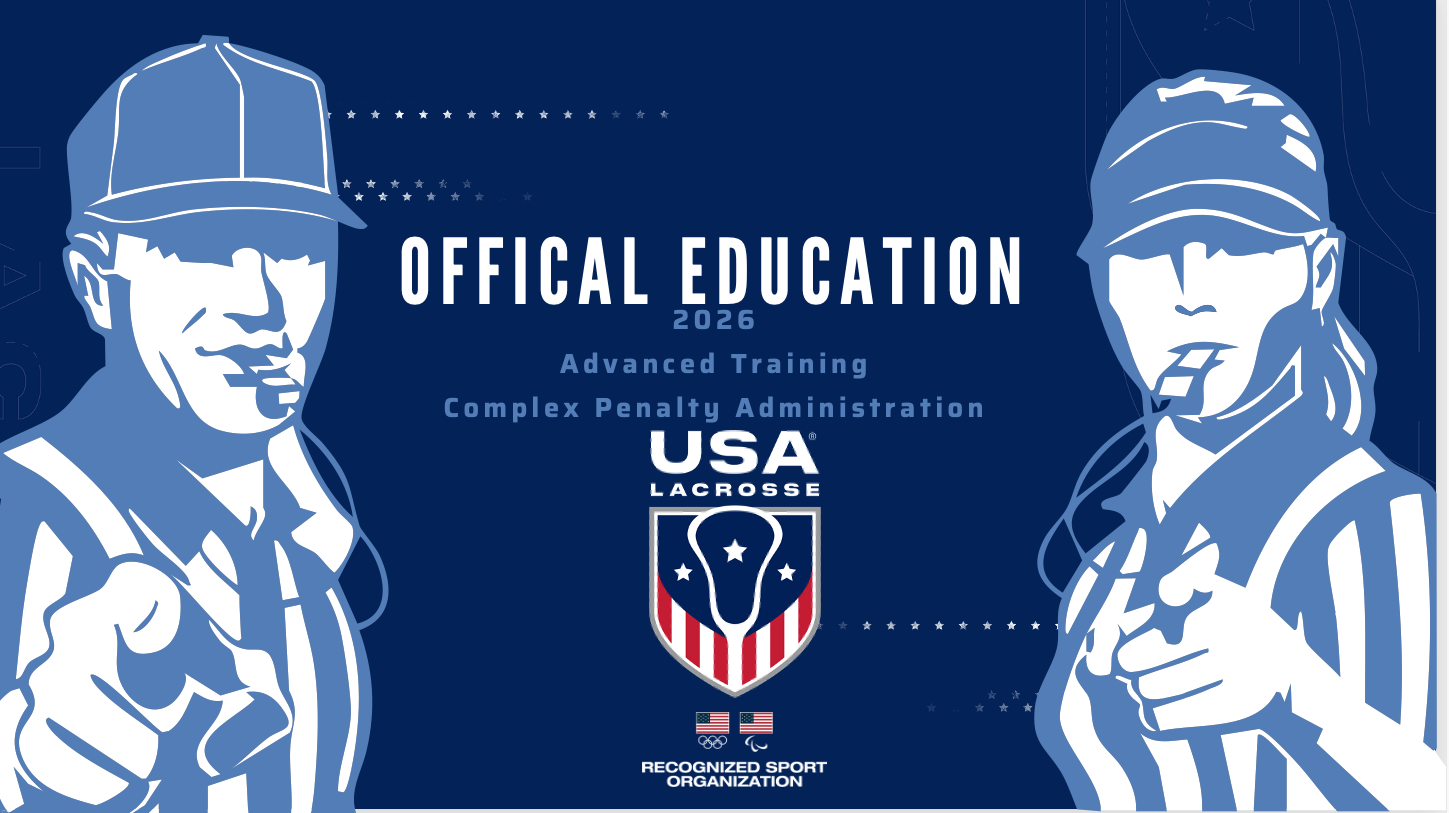 OFFICAL EDUCATION
2026
Advanced Training
Complex Penalty Administration
USA®
LACROSSE
RECOGNIZED SPORT
ORGANIZATION